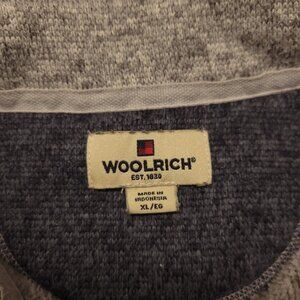 WOOLRICH®
EST. 1830
MADE IN
INDONESIA
XL/EG